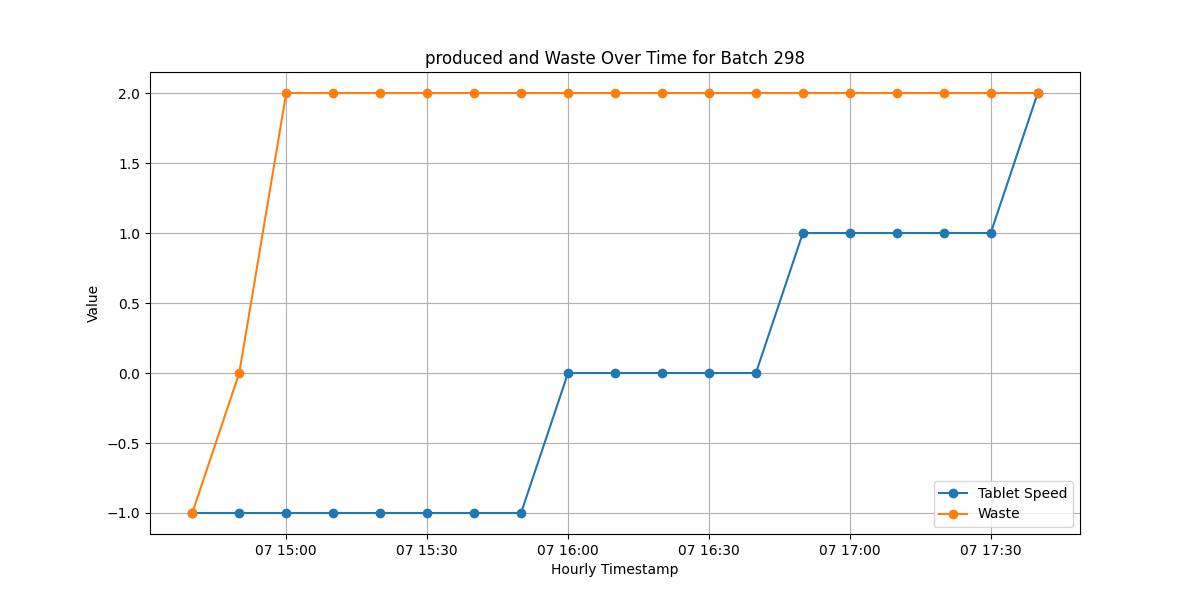 produced and Waste Over Time for Batch 298
2.0
1.5
1.0
0.5
0.0
−0.5
−1.0
Value
Tablet Speed
Waste
07 15:00 07 15:30 07 16:00 07 16:30 07 17:00 07 17:30
Hourly Timestamp